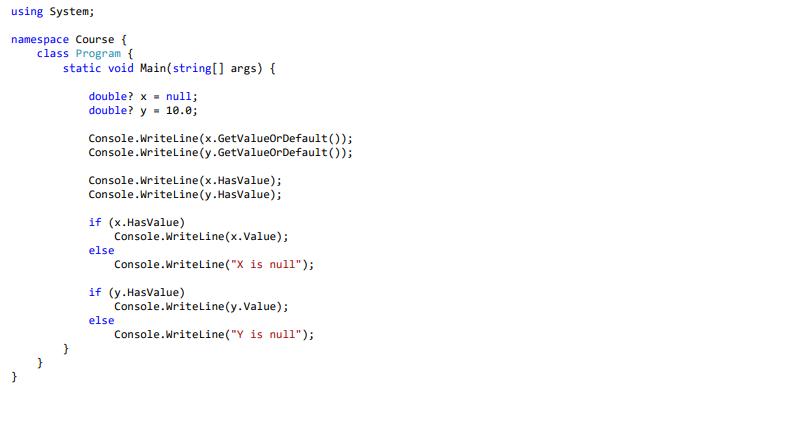 using System;

namespace Course {
    class Program {
        static void Main(string[] args) {

            double? x = null;
            double? y = 10.0;

            Console.WriteLine(x.GetValueOrDefault());
            Console.WriteLine(y.GetValueOrDefault());

            Console.WriteLine(x.HasValue);
            Console.WriteLine(y.HasValue);

            if (x.HasValue)
                Console.WriteLine(x.Value);
            else
                Console.WriteLine("X is null");

            if (y.HasValue)
                Console.WriteLine(y.Value);
            else
                Console.WriteLine("Y is null");
        }
    }
}